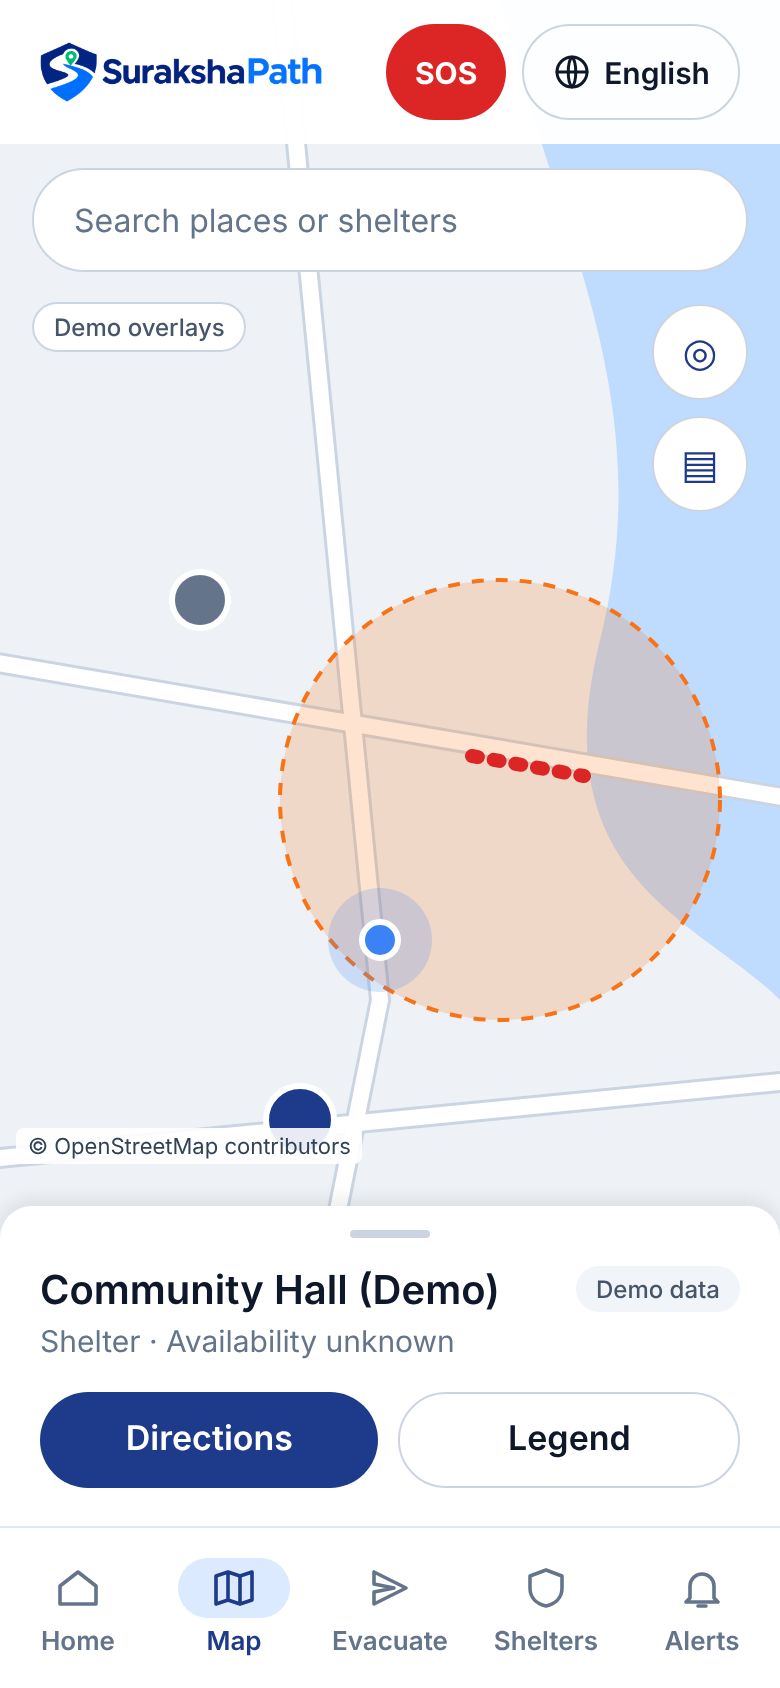 SurakshaPath
SOS
English
Search places or shelters
Demo overlays
© OpenStreetMap contributors
Community Hall (Demo)
Demo data
Shelter · Availability unknown
Directions
Legend
Home
Map
Evacuate
Shelters
Alerts